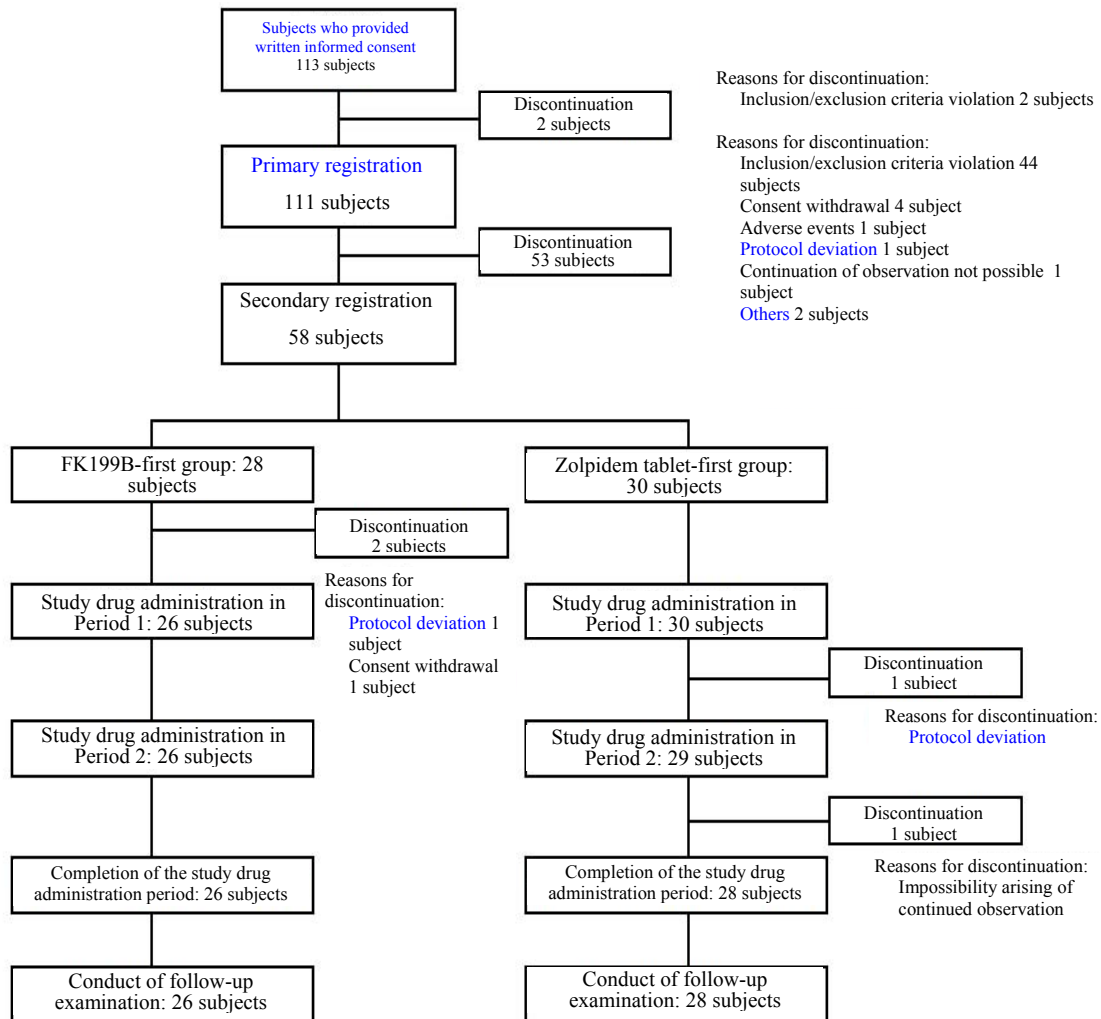 Subjects who provided
written informed consent
113 subjects
Discontinuation
2 subjects
Reasons for discontinuation:
Inclusion/exclusion criteria violation 2 subjects
Primary registration
111 subjects
Discontinuation
53 subjects
Reasons for discontinuation:
Inclusion/exclusion criteria violation 44
subjects
Consent withdrawal 4 subject
Adverse events 1 subject
Protocol deviation 1 subject
Continuation of observation not possible 1
subject
Others 2 subjects
Secondary registration
58 subjects
FK199B-first group: 28
subjects
Zolpidem tablet-first group:
30 subjects
Discontinuation
2 subjects
Reasons for
discontinuation:
Protocol deviation 1
subject
Consent withdrawal
1 subject
Study drug administration in
Period 1: 26 subjects
Study drug administration in
Period 1: 30 subjects
Discontinuation
1 subject
Reasons for discontinuation:
Protocol deviation
Study drug administration in
Period 2: 26 subjects
Study drug administration in
Period 2: 29 subjects
Discontinuation
1 subject
Reasons for discontinuation:
Impossibility arising of
continued observation
Completion of the study drug
administration period: 26 subjects
Completion of the study drug
administration period: 28 subjects
Conduct of follow-up
examination: 26 subjects
Conduct of follow-up
examination: 28 subjects